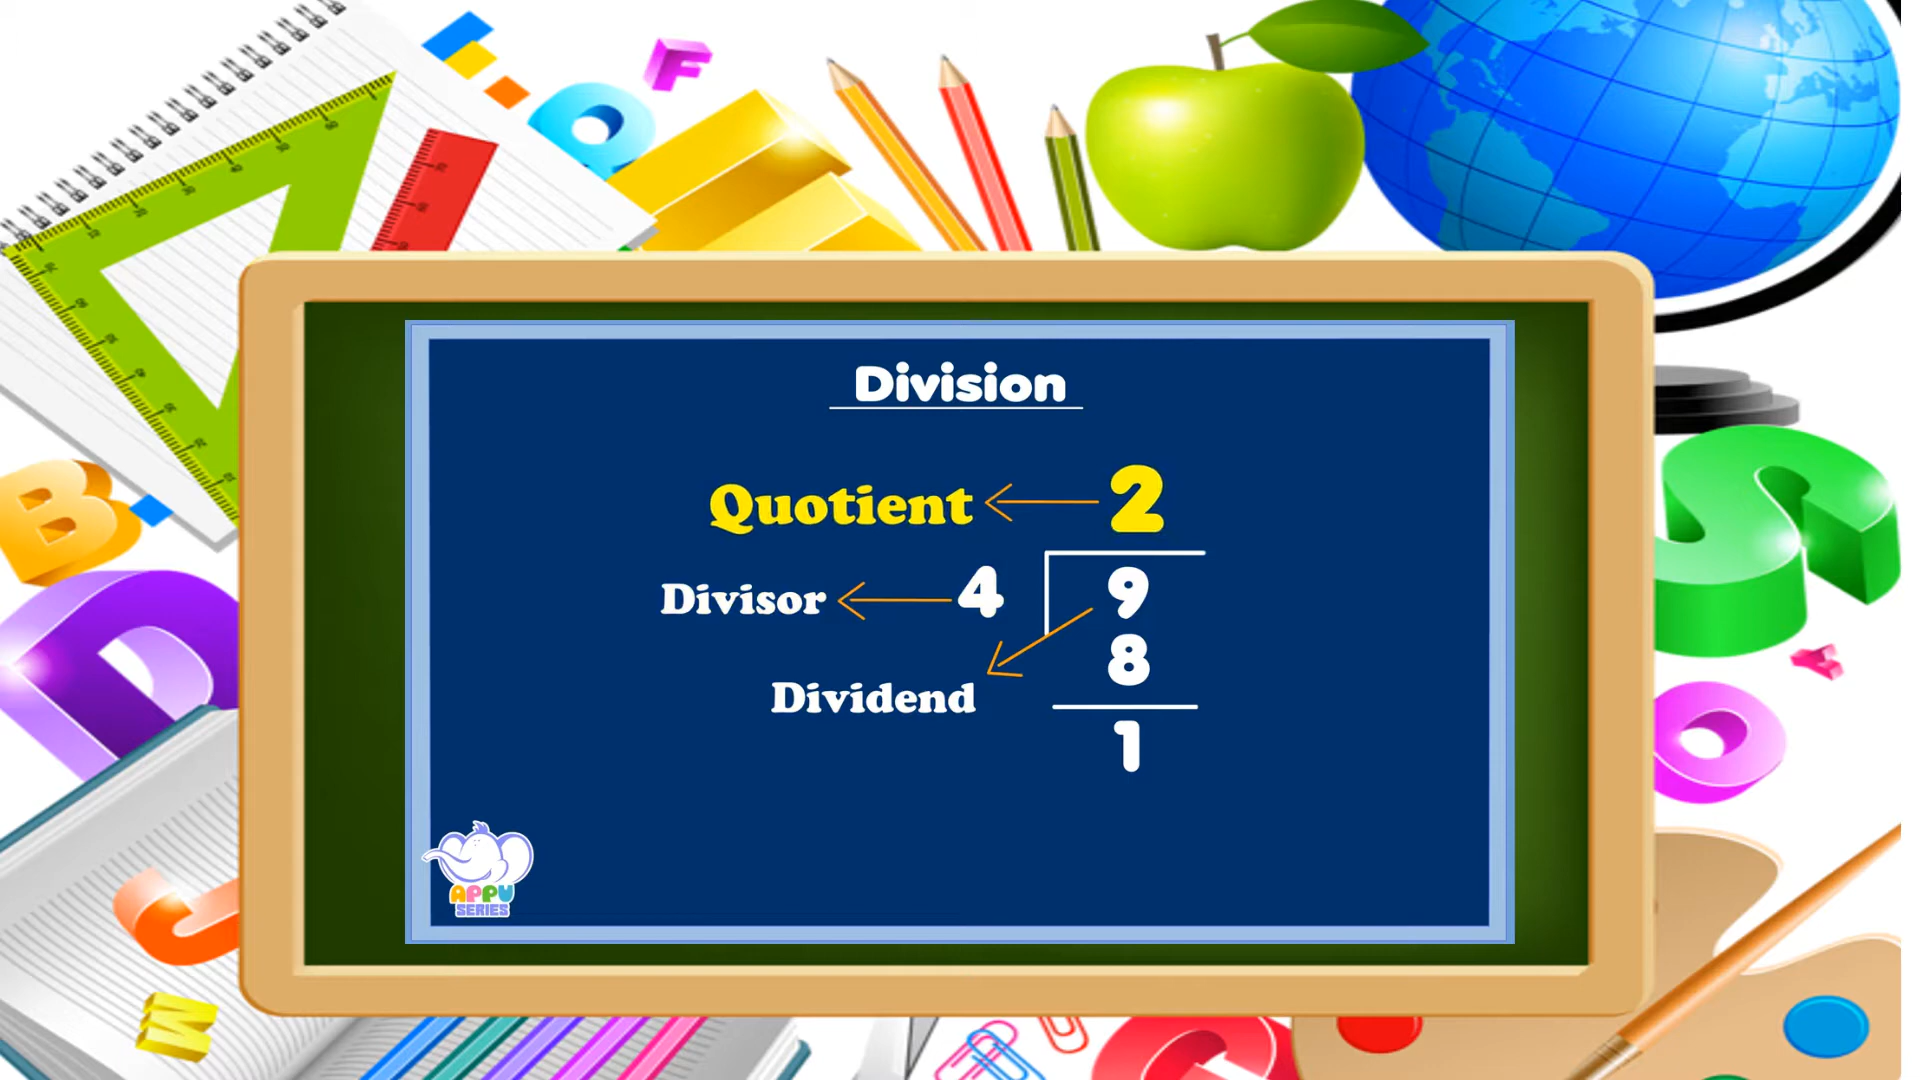 Division
Quotient 2
Divisor 4 9
8
Dividend
1
APPU
SERIES
F
B
D
J
M
S
O